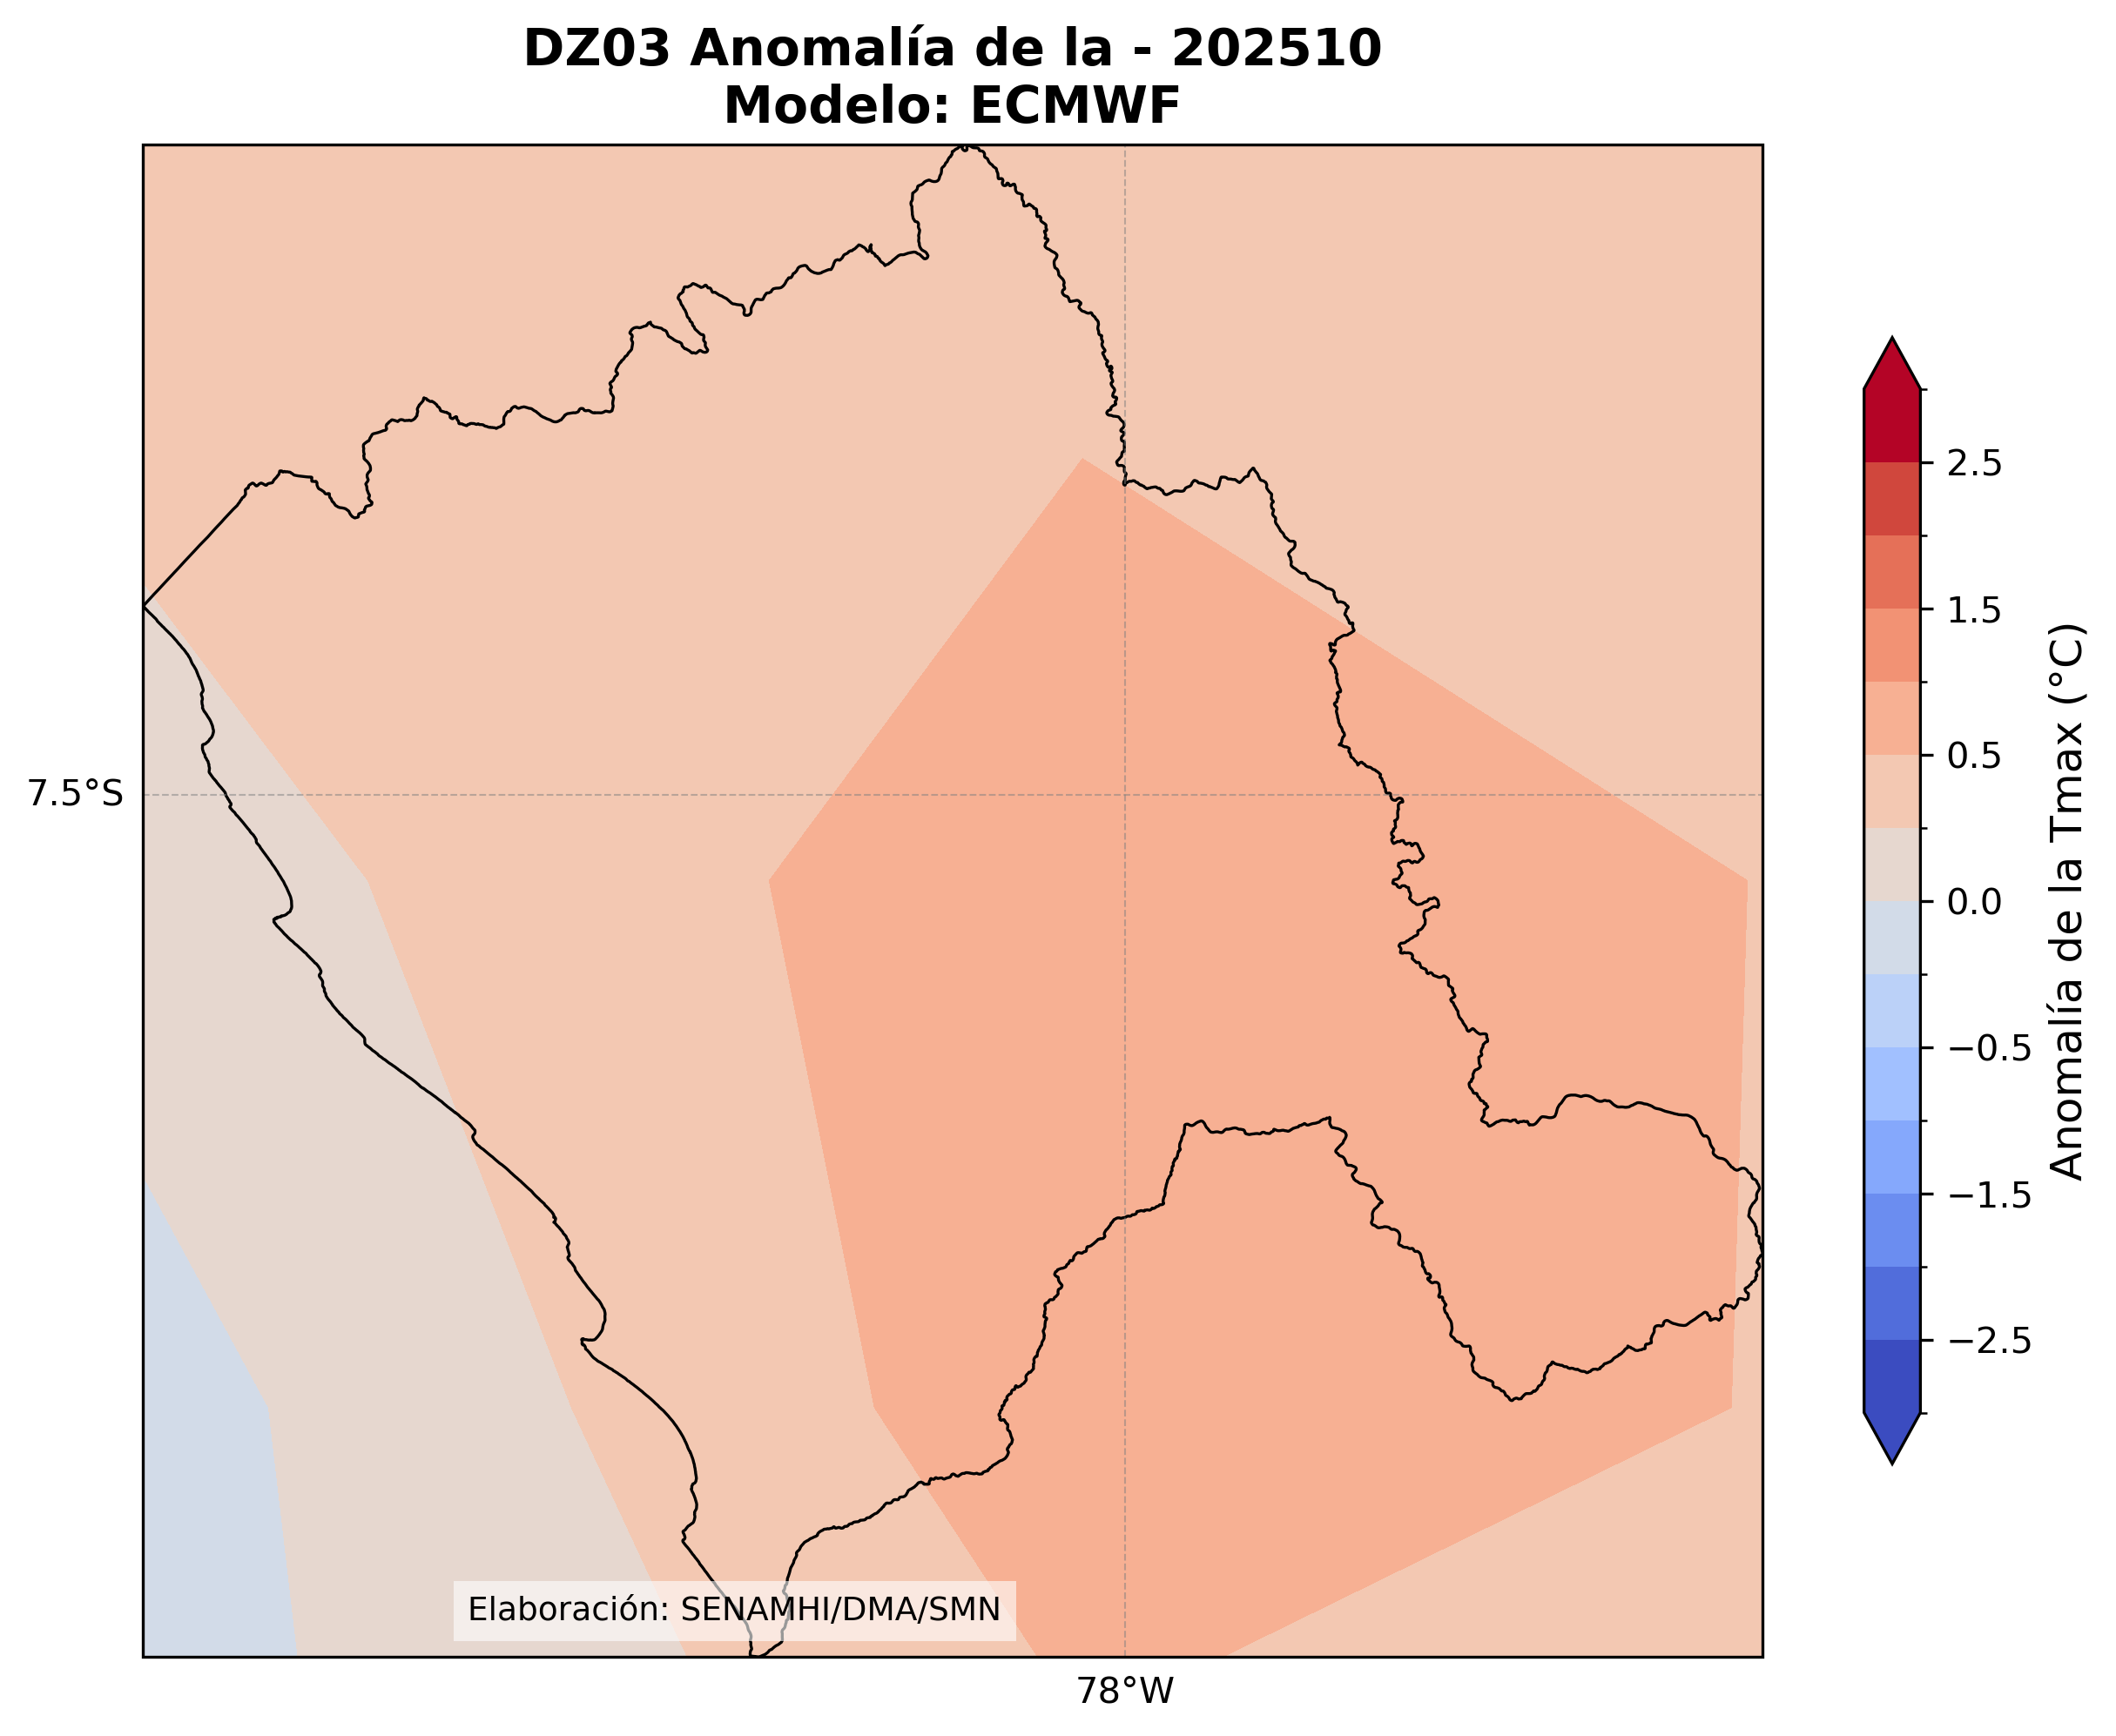 DZ03 Anomalía de la - 202510
Modelo: ECMWF
7.5°S
78°W
Elaboración: SENAMHI/DMA/SMN
2.5
1.5
0.5
0.0
−0.5
−1.5
−2.5
Anomalía de la Tmax (°C)